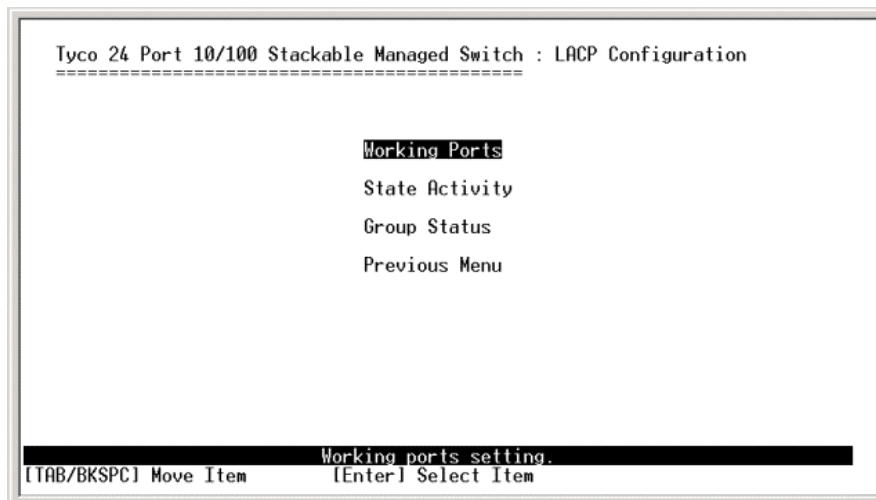 Tyco 24 Port 10/100 Stackable Managed Switch : LACP Configuration
============================================
Working Ports
State Activity
Group Status
Previous Menu
Working ports setting.
[TAB/BKSPC] Move Item [Enter] Select Item